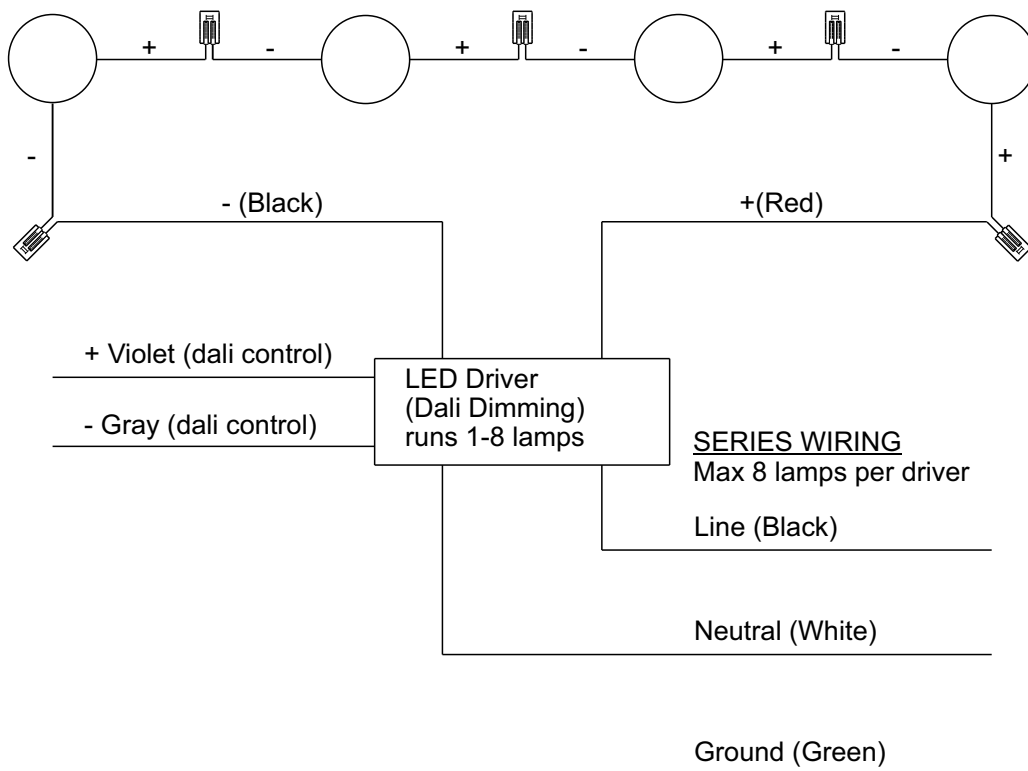 + - + - + -
- +
- (Black) +(Red)
+ Violet (dali control)
- Gray (dali control)
LED Driver
(Dali Dimming)
runs 1-8 lamps
SERIES WIRING
Max 8 lamps per driver
Line (Black)
Neutral (White)
Ground (Green)